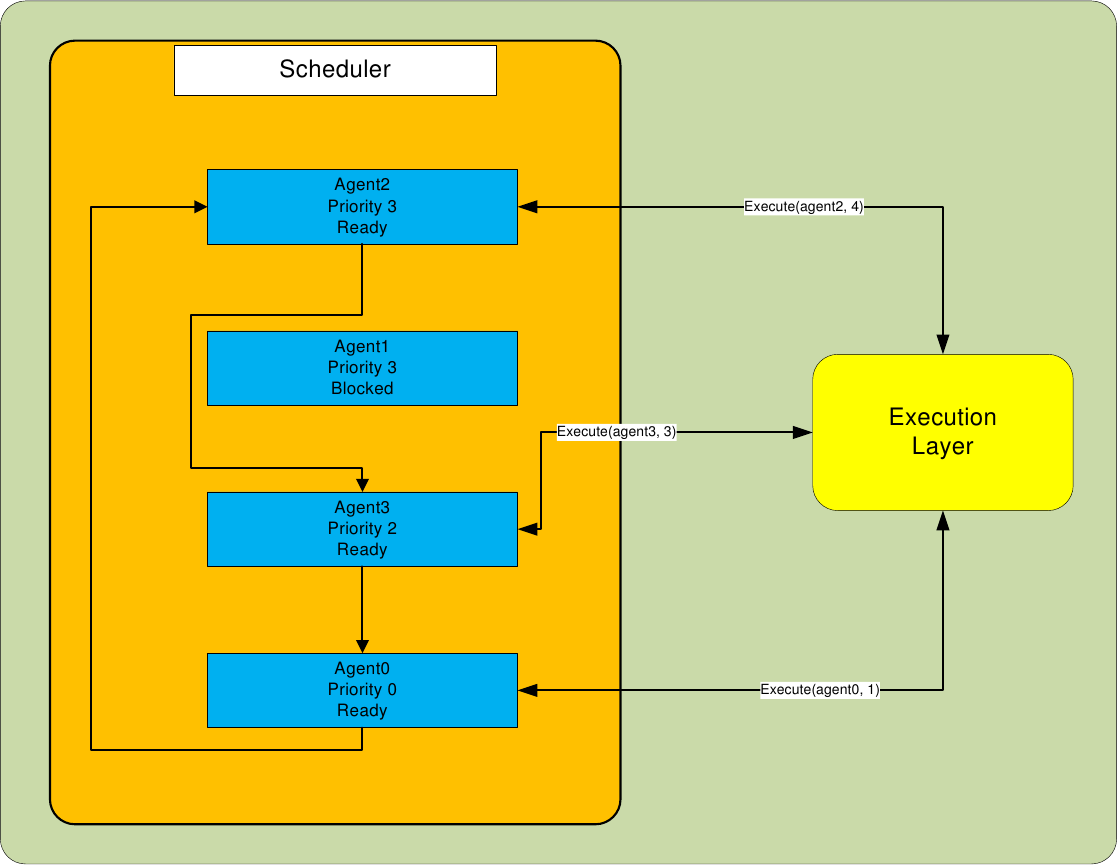 Scheduler
Agent2
Priority 3
Ready
Execute(agent2, 4)
Agent1
Priority 3
Blocked
Execute(agent3, 3)
Execution
Layer
Agent3
Priority 2
Ready
Agent0
Priority 0
Ready
Execute(agent0, 1)